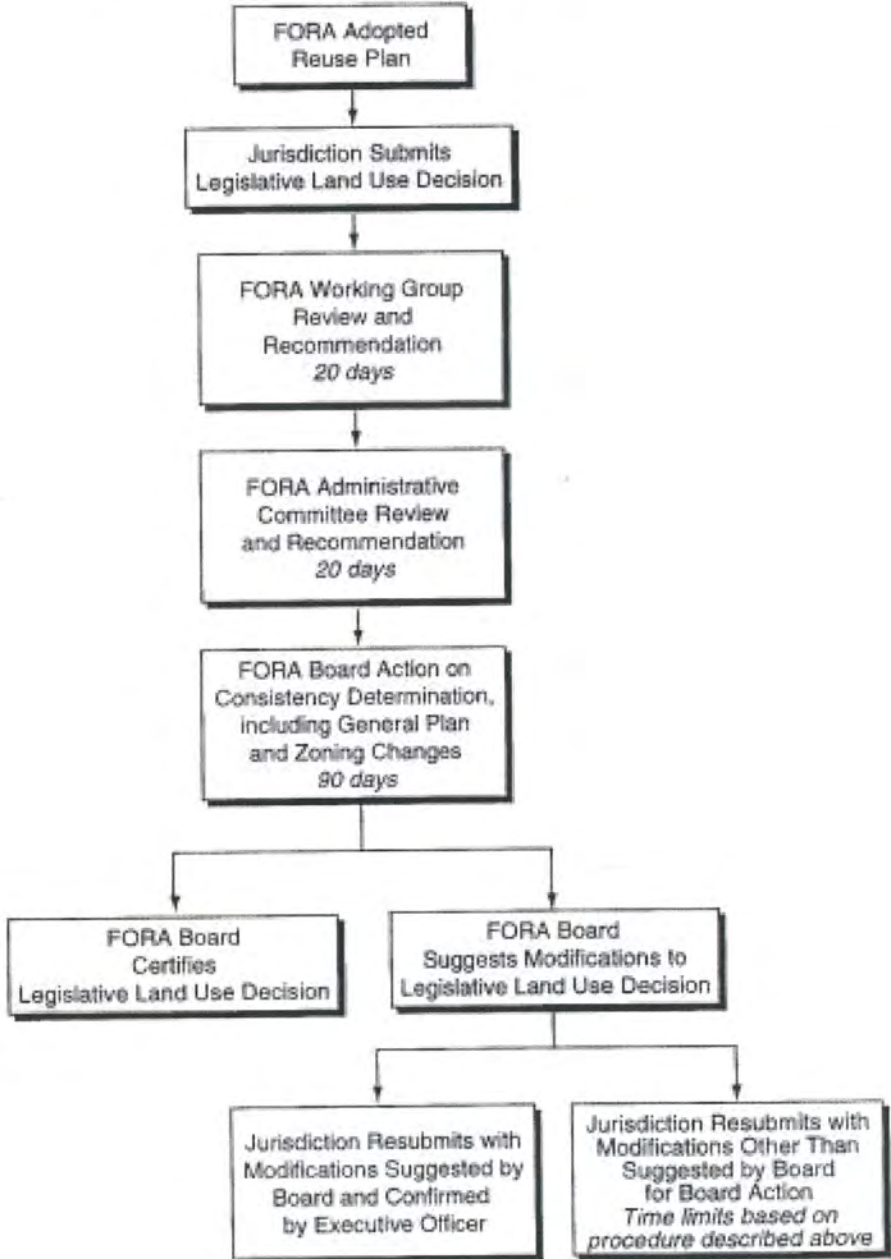 FORA Adopted
Reuse Plan
Jurisdiction Submits
Legislative Land Use Decision
FORA Working Group
Review and
Recommendation
20 days
FORA Administrative
Committee Review
and Recommendation
20 days
FORA Board Action on
Consistency Determination,
including General Plan
and Zoning Changes
90 days
FORA Board
Certifies
Legislative Land Use Decision
FORA Board
Suggests Modifications to
Legislative Land Use Decision
Jurisdiction Resubmits with
Modifications Suggested by
Board and Confirmed
by Executive Officer
Jurisdiction Resubmits with
Modifications Other Than
Suggested by Board
for Board Action
Time limits based on
procedure described above